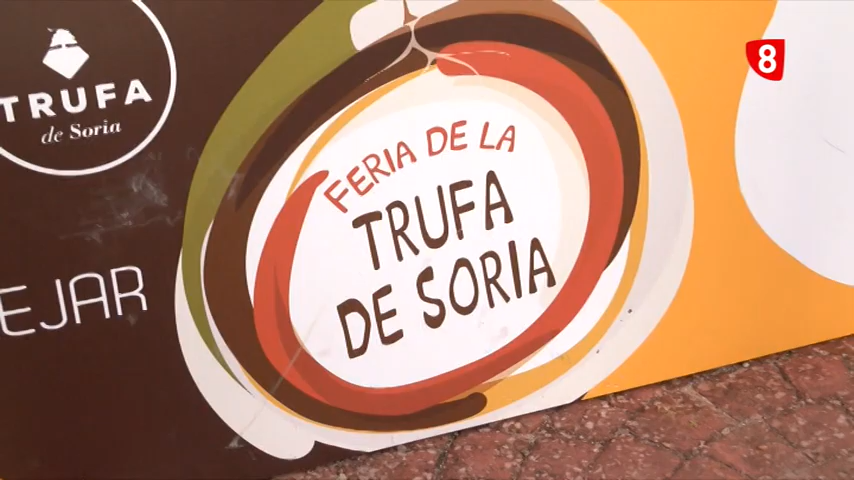 TRUFA
de Soria
EJAR
FERIA DE LA
TRUFA
DE SORIA
8